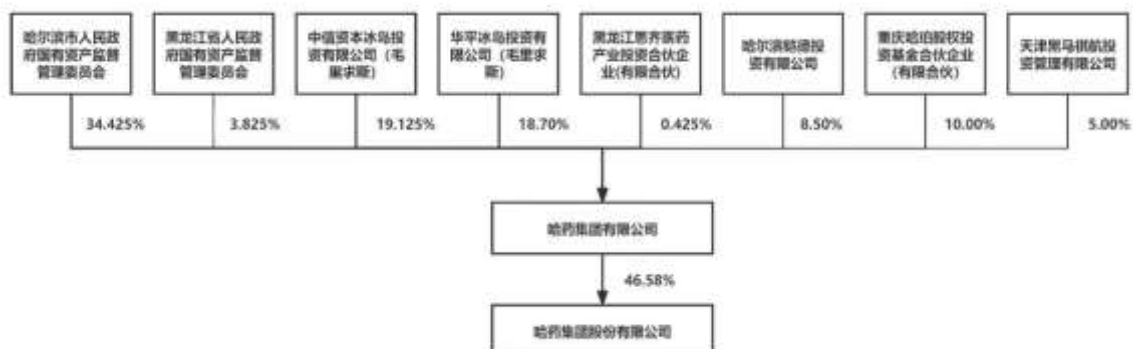 哈尔滨市人民政
府国有资产监督
管理委员会
黑龙江省人民政
府国有资产监督
管理委员会
中信资本冰岛投
资有限公司（毛
里求斯）
华平冰岛投资有
限公司（毛里求
斯）
黑龙江思齐医药
产业投资合伙企
业(有限合伙)
哈尔滨
德投
资有限公司
重庆哈珀股权投
资基金合伙企业
(有限合伙)
天津黑马祺航投
资管理有限公司
34.425%
3.825%
19.125%
18.70%
0.425%
8.50%
10.00%
5.00%
哈药集团有限公司
46.58%
哈药集团股份有限公司